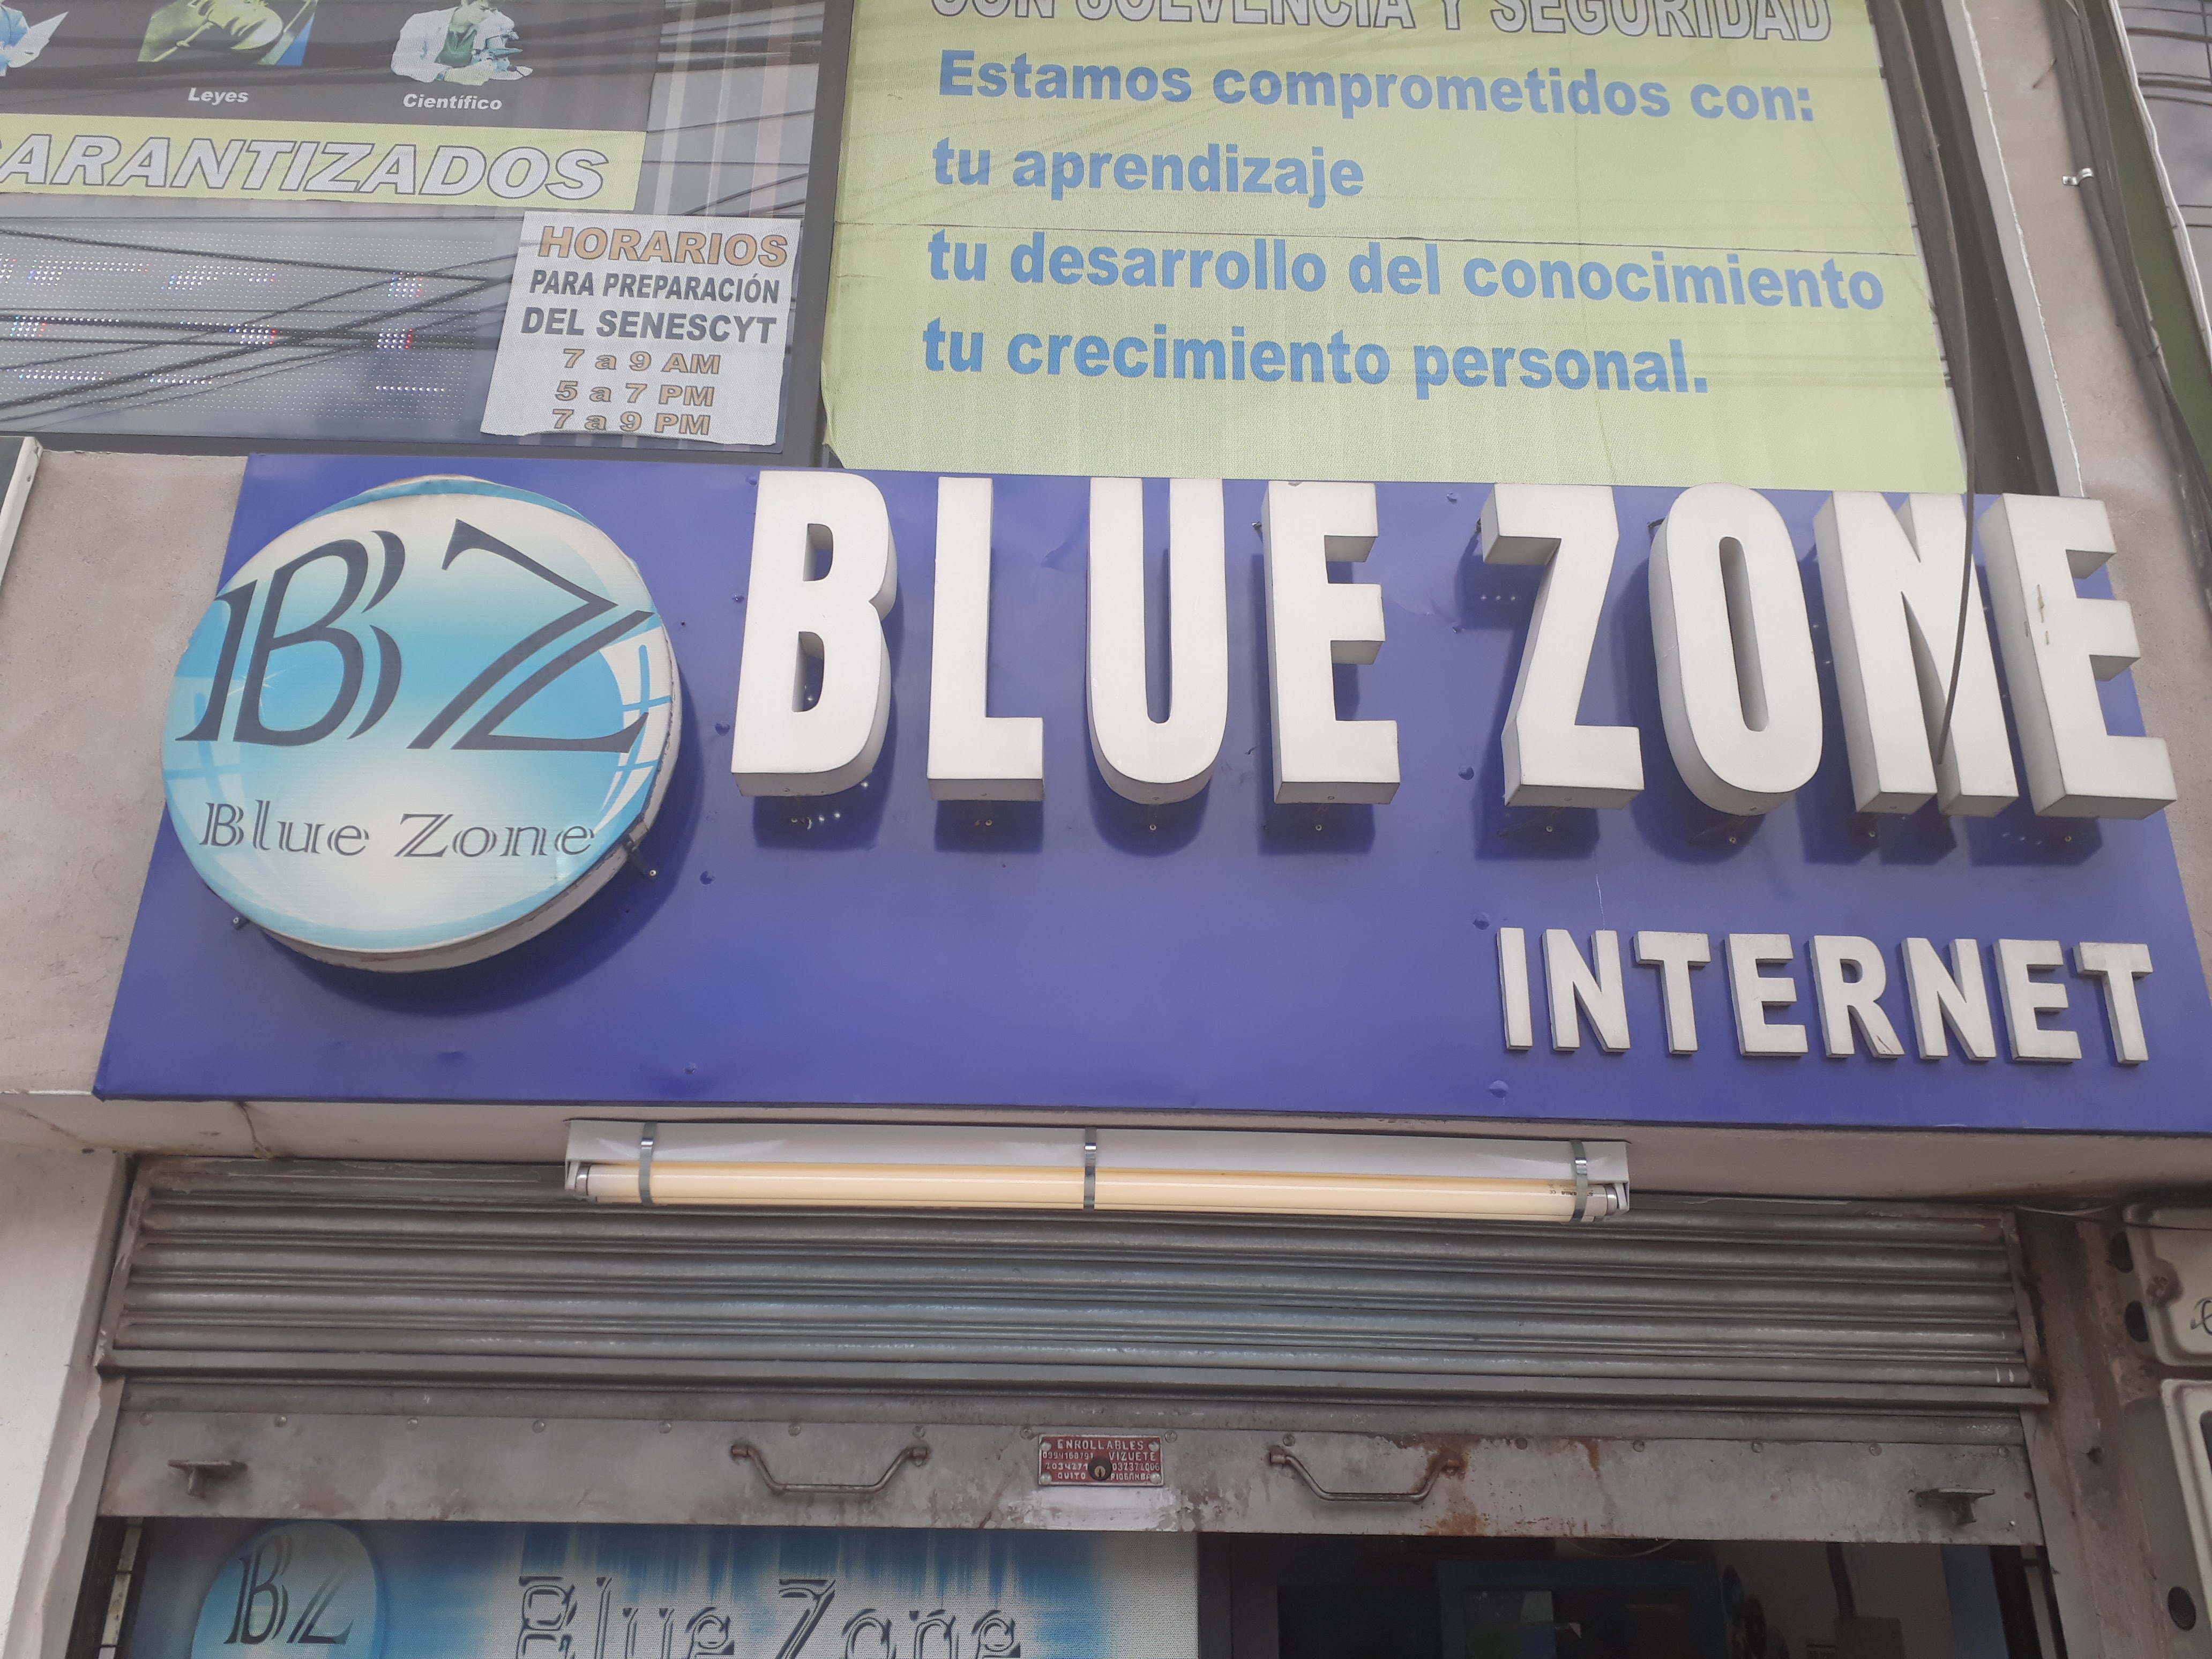 Leyes
Científico
GARANTIZADOS
HORARIOS
PARA PREPARACIÓN
DEL SENESCYT
7 a 9 AM
5 a 7 PM
7 a 9 PM
CON SOLVENCIA Y SEGURIDAD
Estamos comprometidos con:
tu aprendizaje
tu desarrollo del conocimiento
tu crecimiento personal.
BZ
Blue Zone
BLUE ZONE
INTERNET
ENROLLABLES
VIZUETE
QUITO
BZ
Blue Zone